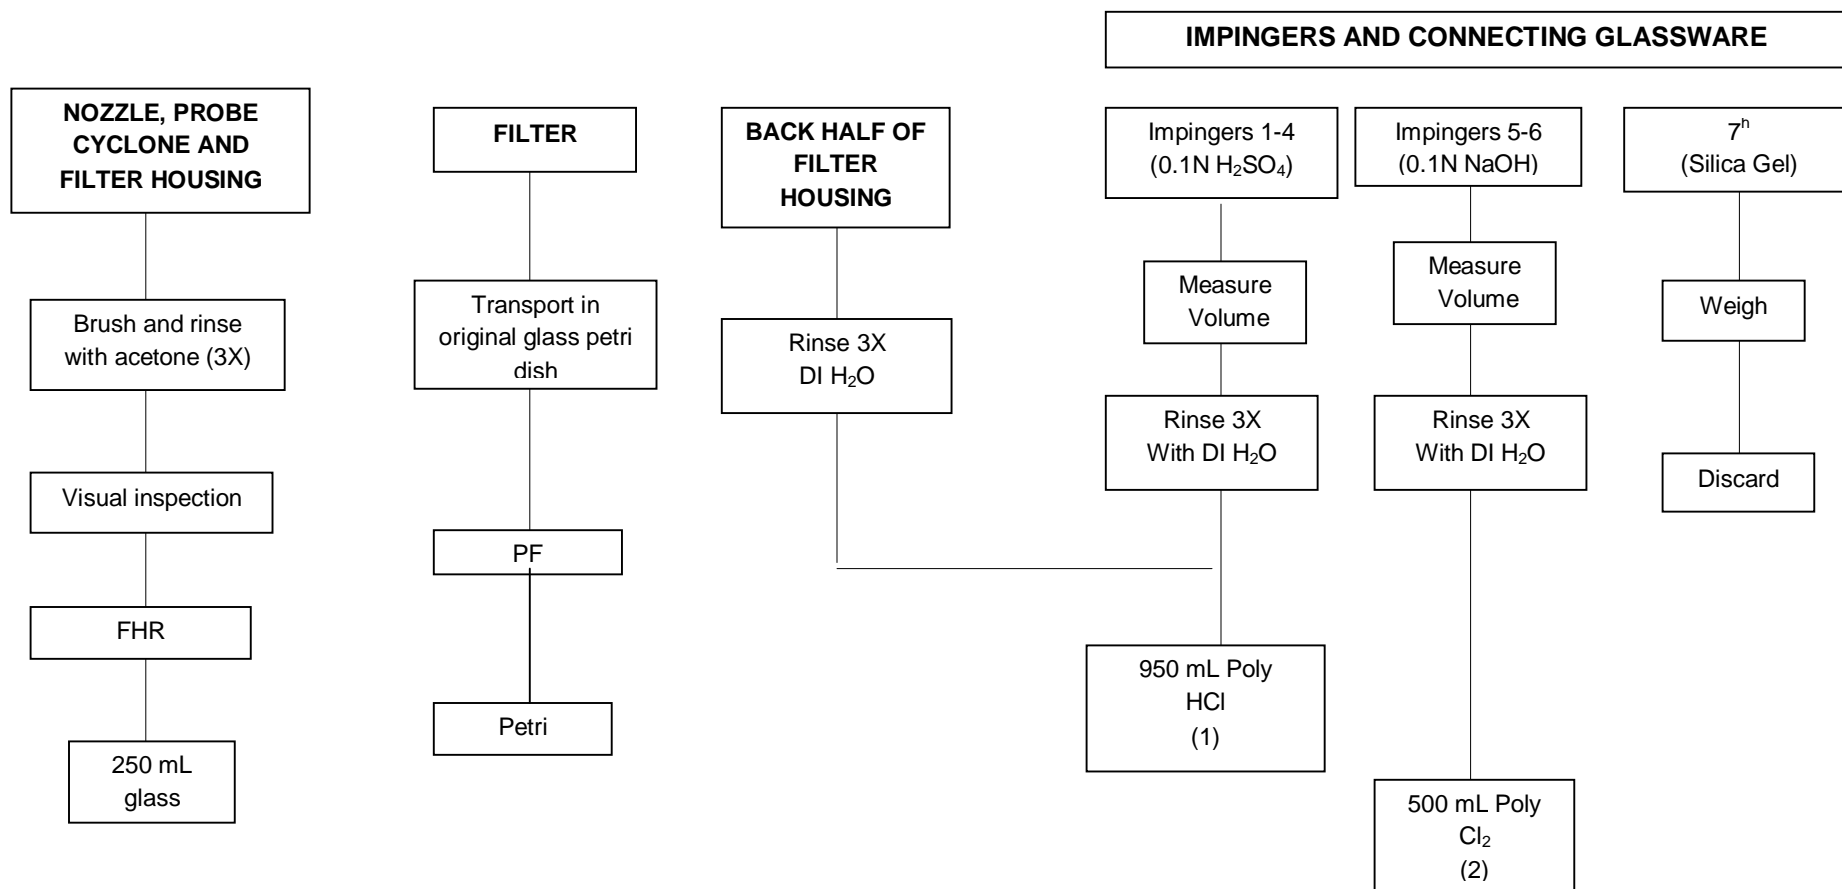 IMPINGERS AND CONNECTING GLASSWARE
NOZZLE, PROBE
CYCLONE AND
FILTER HOUSING
Brush and rinse
with acetone (3X)
Visual inspection
FHR
250 mL
glass
FILTER
Transport in
original glass petri
dish
PF
Petri
BACK HALF OF
FILTER
HOUSING
Rinse 3X
DI H₂O
Impingers 1-4
(0.1N H₂SO₄)
Measure
Volume
Rinse 3X
With DI H₂O
950 mL Poly
HCl
(1)
Impingers 5-6
(0.1N NaOH)
Measure
Volume
Rinse 3X
With DI H₂O
500 mL Poly
Cl₂
(2)
7ʰ
(Silica Gel)
Weigh
Discard